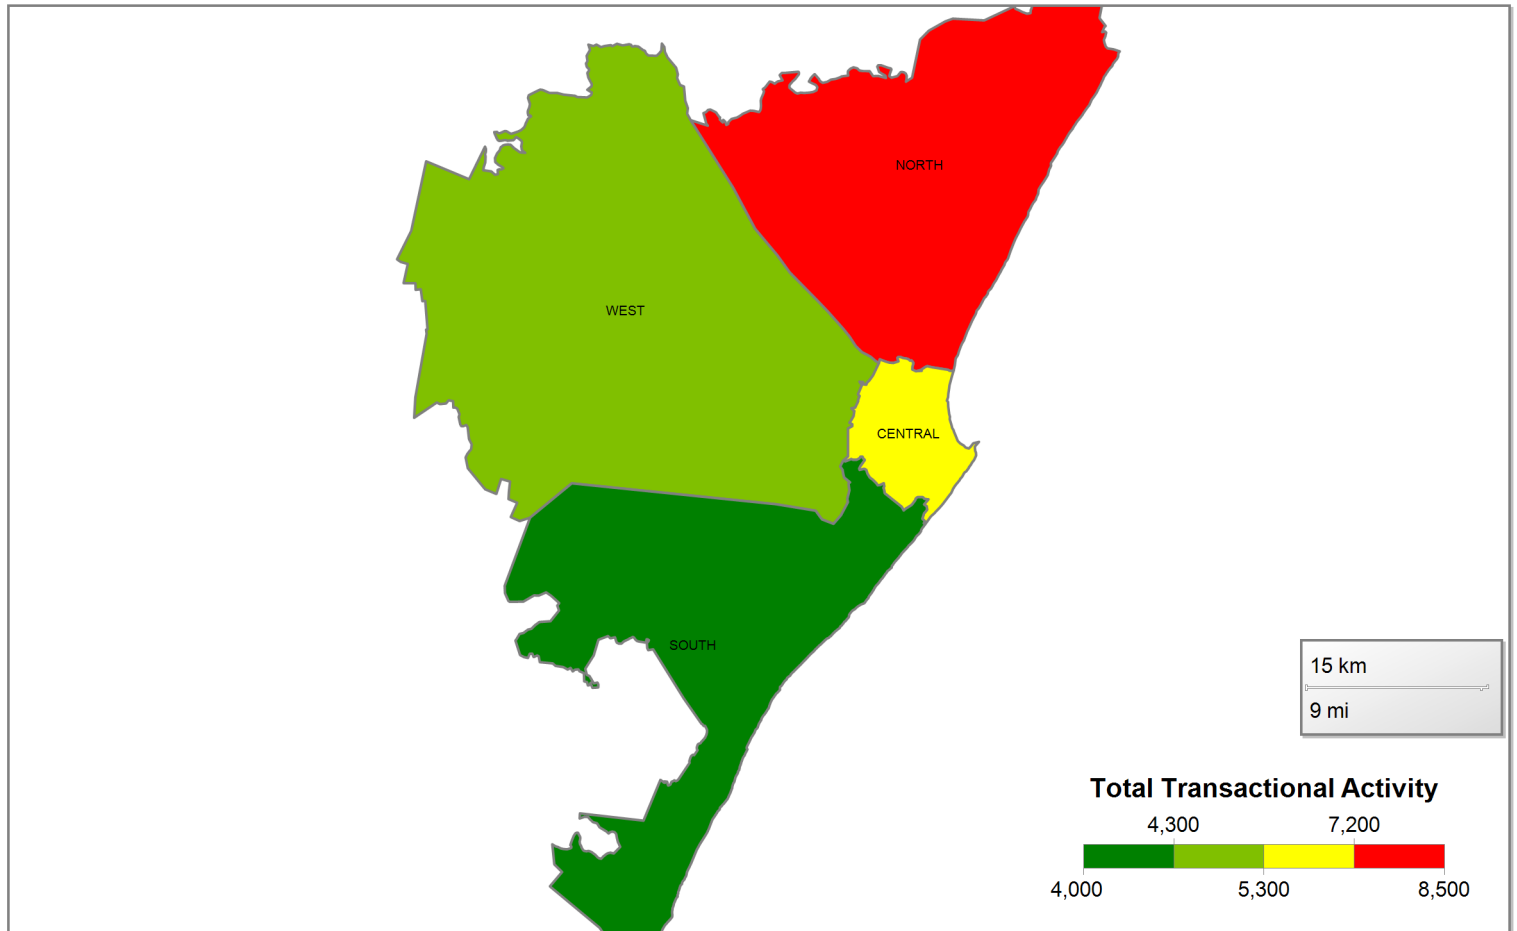 NORTH
WEST
CENTRAL
SOUTH
15 km
9 mi
Total Transactional Activity
4,300 7,200
4,000 5,300 8,500